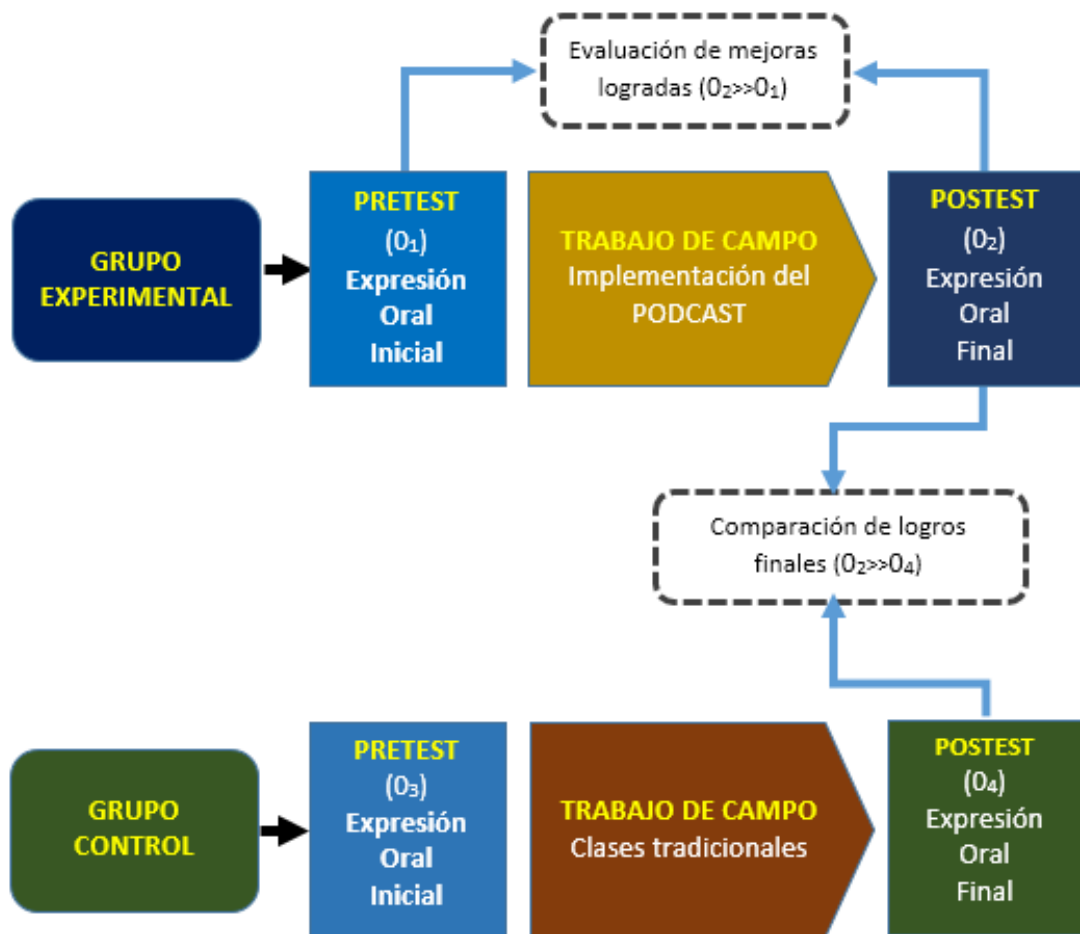 Evaluación de mejoras
logradas (0₂>>0₁)
GRUPO
EXPERIMENTAL
PRETEST
(0₁)
Expresión
Oral
Inicial
TRABAJO DE CAMPO
Implementación del
PODCAST
POSTEST
(0₂)
Expresión
Oral
Final
Comparación de logros
finales (0₂>>0₄)
GRUPO
CONTROL
PRETEST
(0₃)
Expresión
Oral
Inicial
TRABAJO DE CAMPO
Clases tradicionales
POSTEST
(0₄)
Expresión
Oral
Final